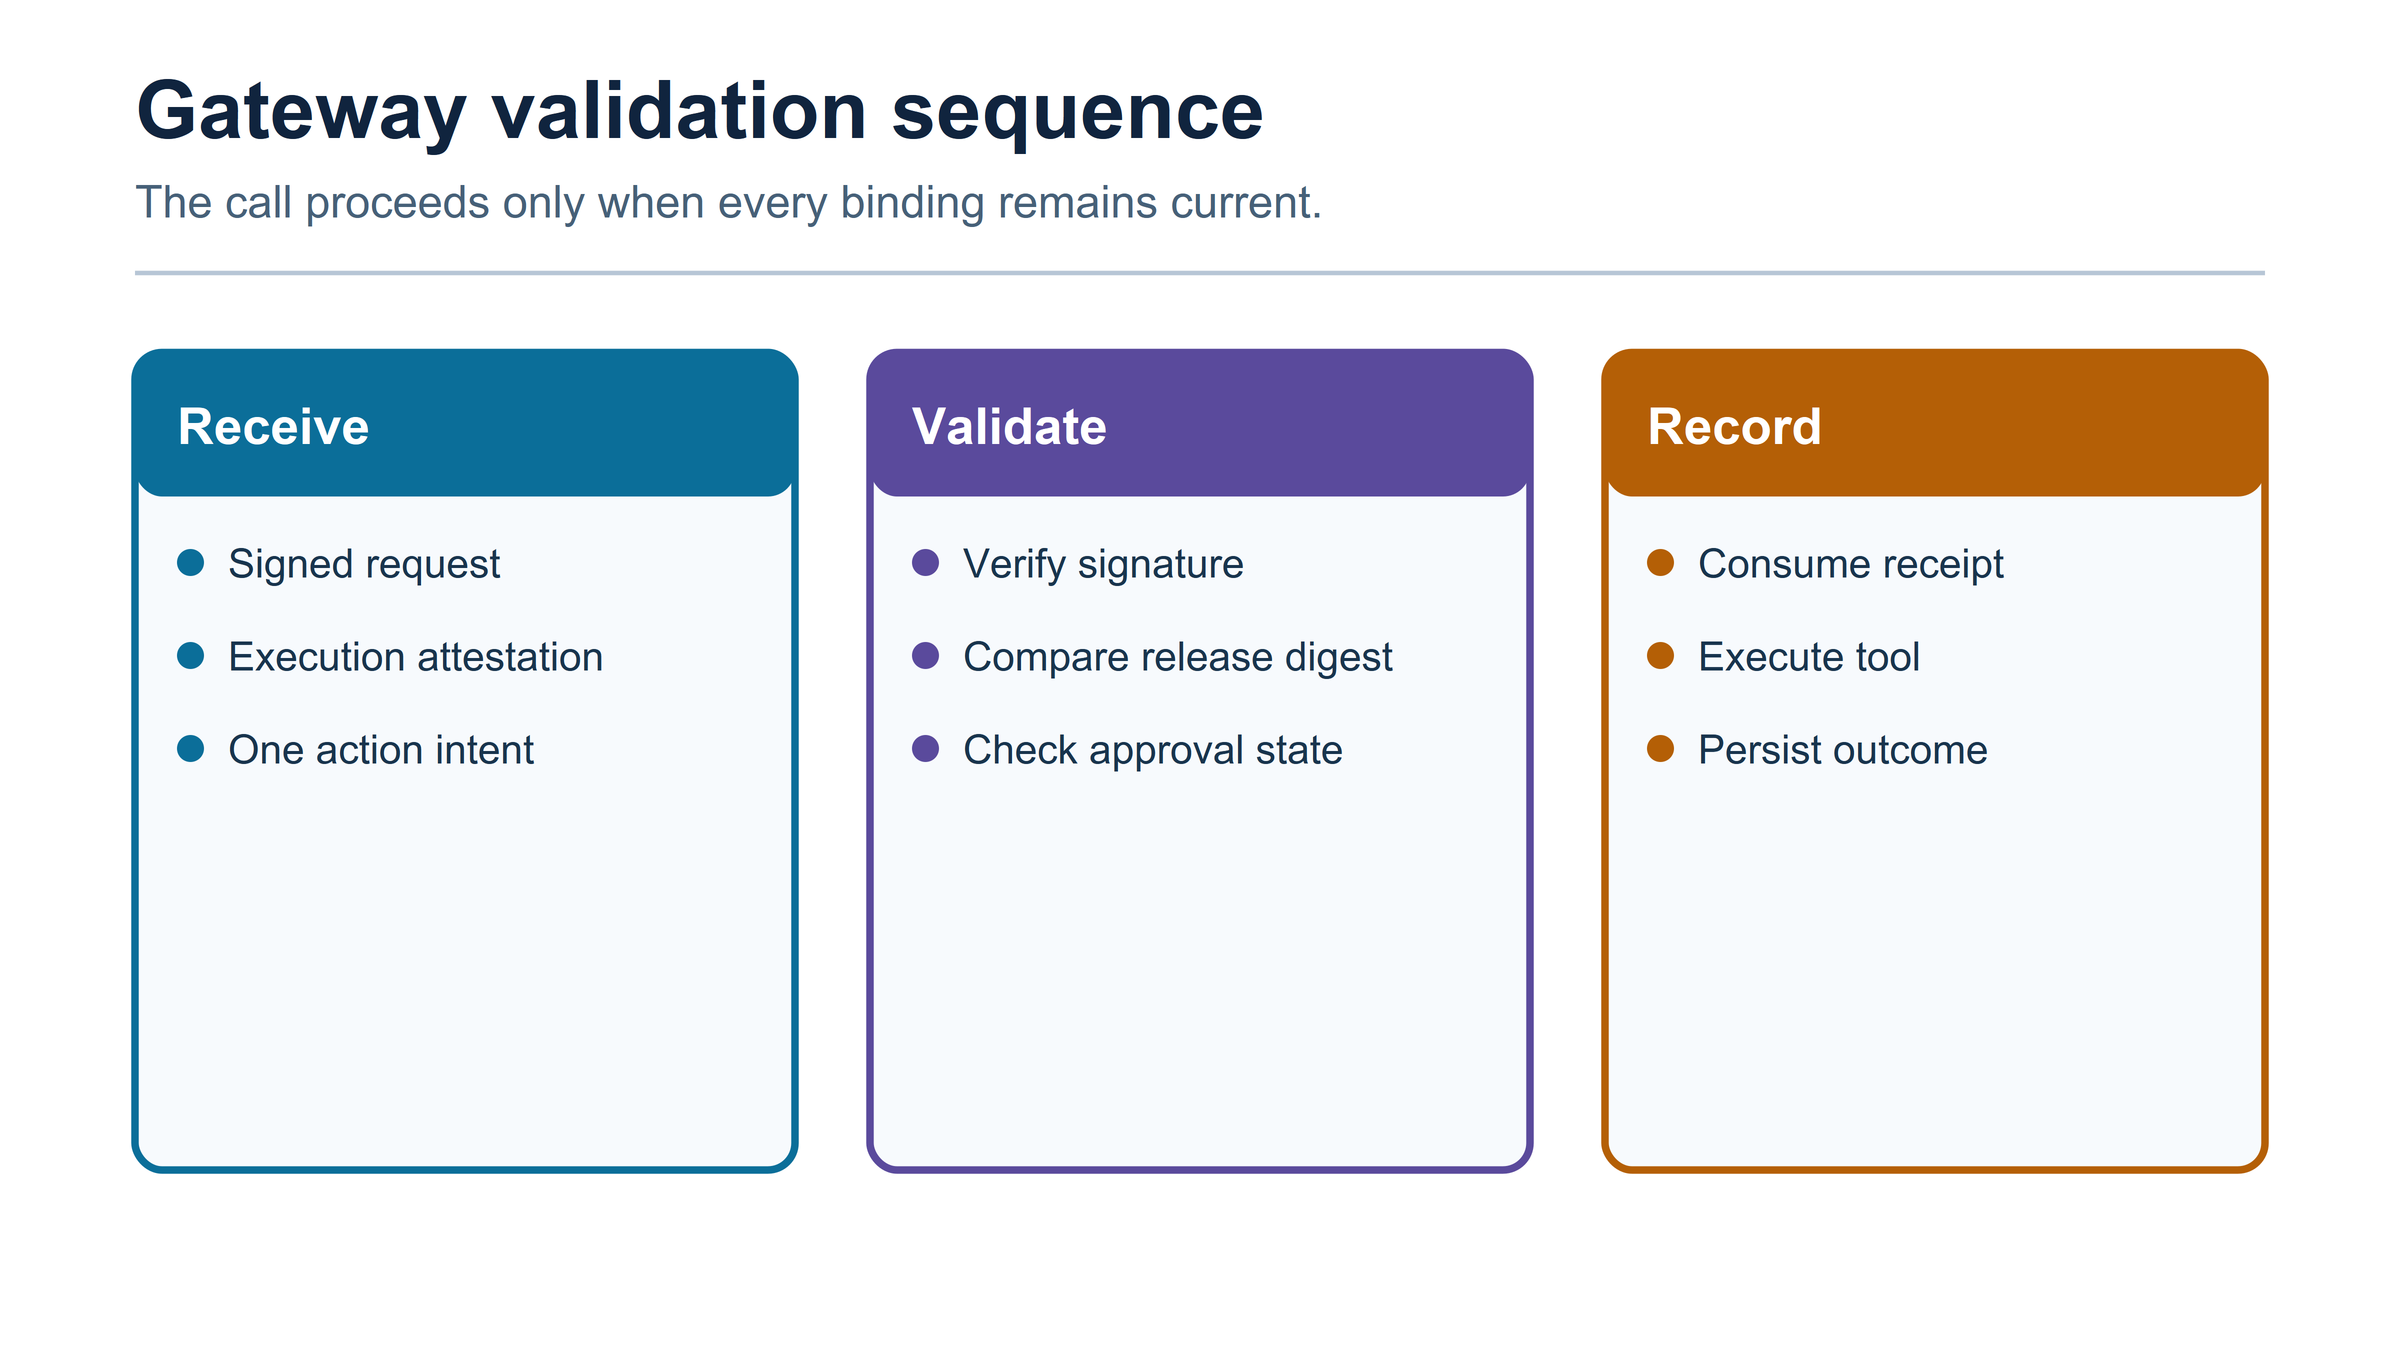 Gateway validation sequence
The call proceeds only when every binding remains current.
Receive
Signed request
Execution attestation
One action intent
Validate
Verify signature
Compare release digest
Check approval state
Record
Consume receipt
Execute tool
Persist outcome